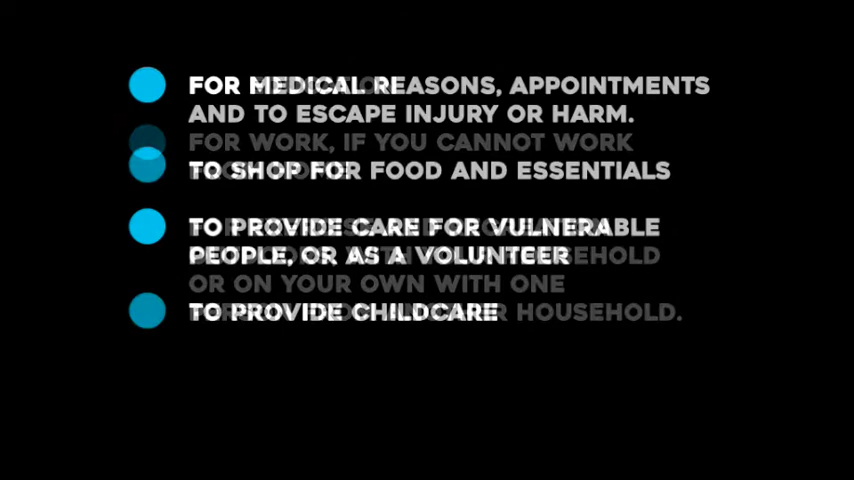 FOR MEDICAL REASONS, APPOINTMENTS
AND TO ESCAPE INJURY OR HARM.
FOR WORK, IF YOU CANNOT WORK
TO SHOP FOR FOOD AND ESSENTIALS
TO PROVIDE CARE FOR VULNERABLE
PEOPLE, OR AS A VOLUNTEER
HOUSEHOLD
OR ON YOUR OWN WITH ONE
TO PROVIDE CHILDCARE
HOUSEHOLD.